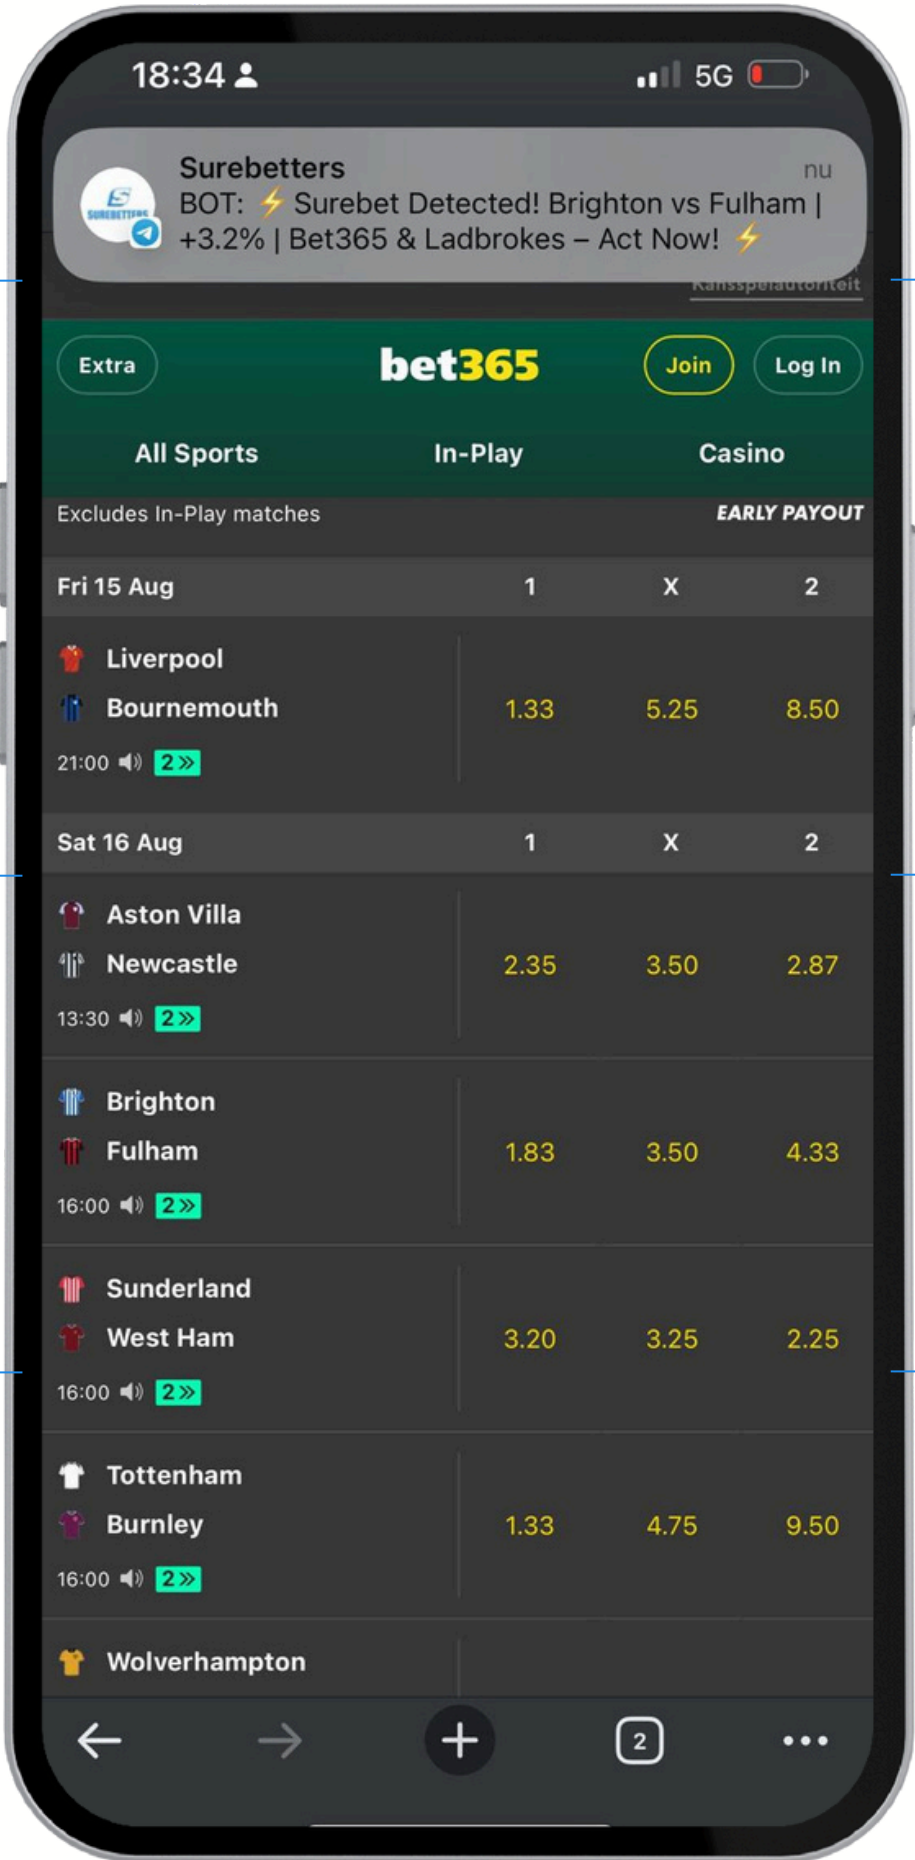 18:34
5G
Surebetters
nu
BOT: ⚡ Surebet Detected! Brighton vs Fulham |
+3.2% | Bet365 & Ladbrokes – Act Now! ⚡
SUREBETTERS
Kansspelautoriteit
Extra
bet365
Join
Log In
All Sports
In-Play
Casino
Excludes In-Play matches
EARLY PAYOUT
Fri 15 Aug 1 X 2
Liverpool
Bournemouth
1.33 5.25 8.50
21:00 2»
Sat 16 Aug 1 X 2
Aston Villa
Newcastle
2.35 3.50 2.87
13:30 2»
Brighton
Fulham
1.83 3.50 4.33
16:00 2»
Sunderland
West Ham
3.20 3.25 2.25
16:00 2»
Tottenham
Burnley
1.33 4.75 9.50
16:00 2»
Wolverhampton
2